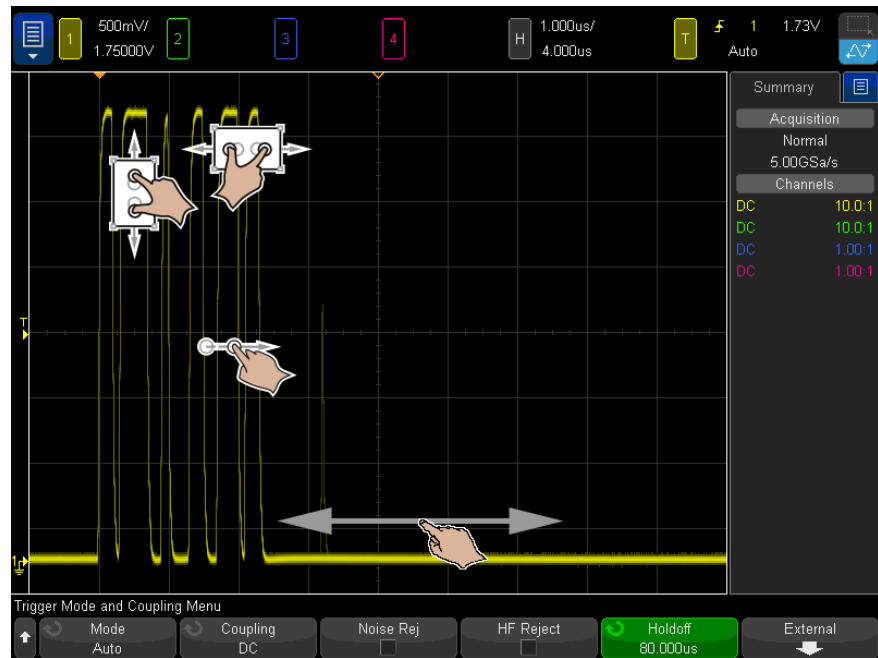 1
500mV/
1.75000V
2
3
4
H
1.000us/
4.000us
T
1
1.73V
Auto
Summary
Acquisition
Normal
5.00GSa/s
Channels
DC 10.0:1
DC 10.0:1
DC 1.00:1
DC 1.00:1
T
1
Trigger Mode and Coupling Menu
Mode
Auto
Coupling
DC
Noise Rej
HF Reject
Holdoff
80.000us
External